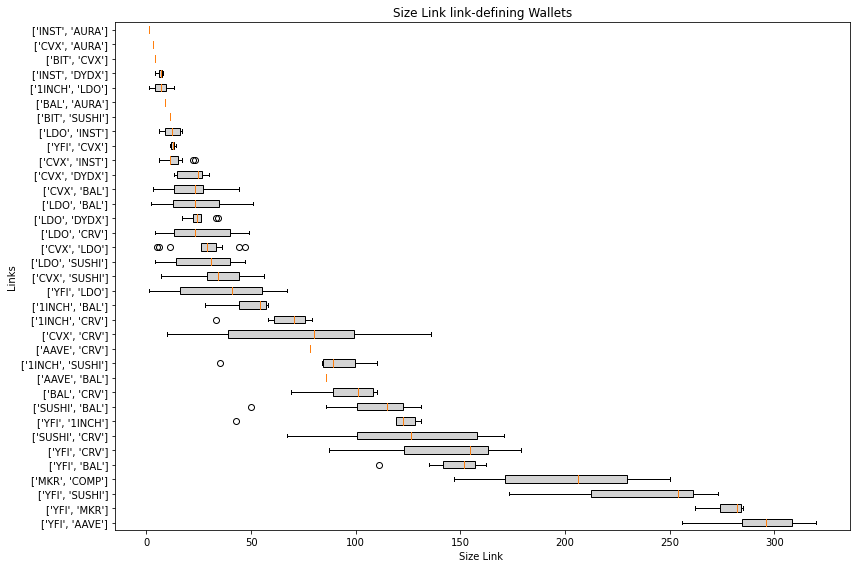 Size Link link-defining Wallets
['INST', 'AURA']
['CVX', 'AURA']
['BIT', 'CVX']
['INST', 'DYDX']
['1INCH', 'LDO']
['BAL', 'AURA']
['BIT', 'SUSHI']
['LDO', 'INST']
['YFI', 'CVX']
['CVX', 'INST']
['CVX', 'DYDX']
['CVX', 'BAL']
['LDO', 'BAL']
['LDO', 'DYDX']
['LDO', 'CRV']
['CVX', 'LDO']
['LDO', 'SUSHI']
['CVX', 'SUSHI']
['YFI', 'LDO']
['1INCH', 'BAL']
['1INCH', 'CRV']
['CVX', 'CRV']
['AAVE', 'CRV']
['1INCH', 'SUSHI']
['AAVE', 'BAL']
['BAL', 'CRV']
['SUSHI', 'BAL']
['YFI', '1INCH']
['SUSHI', 'CRV']
['YFI', 'CRV']
['YFI', 'BAL']
['MKR', 'COMP']
['YFI', 'SUSHI']
['YFI', 'MKR']
['YFI', 'AAVE']
Links
0 50 100 150 200 250 300
Size Link